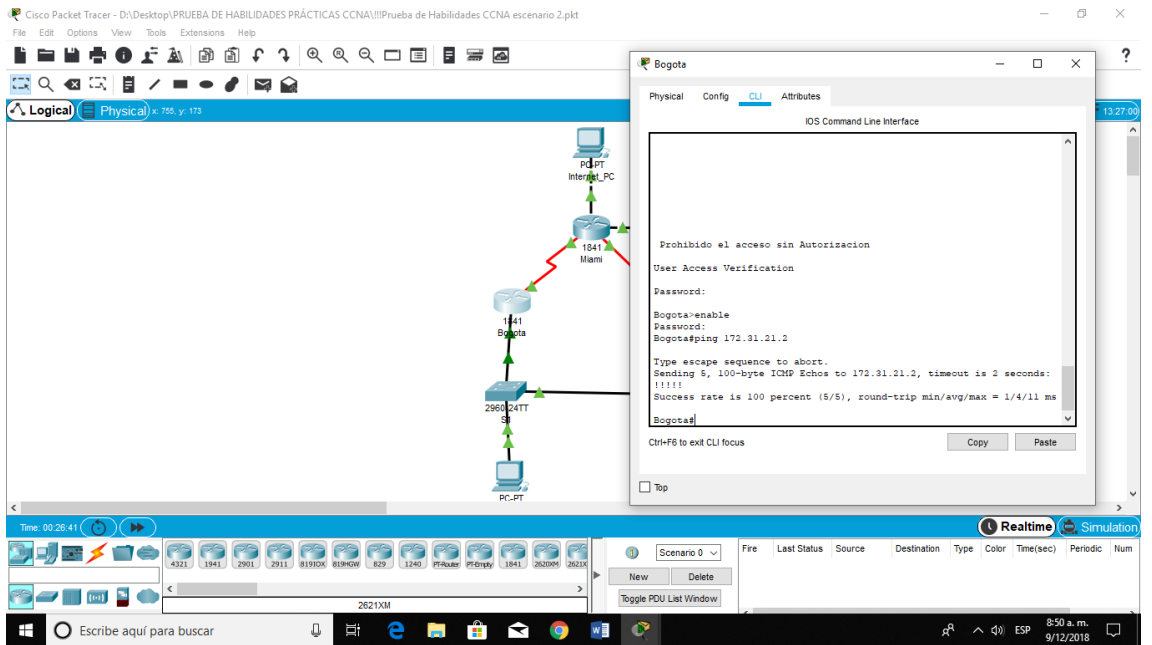 Cisco Packet Tracer - D:\Desktop\PRUEBA DE HABILIDADES PRÁCTICAS CCNA\!!!Prueba de Habilidades CCNA escenario 2.pkt
File Edit Options View Tools Extensions Help
Logical Physical x: 755, y: 173
13:27:00
PC-PT
Internet_PC
1841
Miami
1841
Bogota
2960-24TT
S1
PC-PT
Bogota
Physical Config CLI Attributes
IOS Command Line Interface
Prohibido el acceso sin Autorizacion
User Access Verification
Password:
Bogota>enable
Password:
Bogota#ping 172.31.21.2
Type escape sequence to abort.
Sending 5, 100-byte ICMP Echos to 172.31.21.2, timeout is 2 seconds:
!!!!!
Success rate is 100 percent (5/5), round-trip min/avg/max = 1/4/11 ms
Bogota#
Ctrl+F6 to exit CLI focus
Copy Paste
Top
Time: 00:26:41
Realtime Simulation
4321 1941 2901 2911 819IOX 819HGW 829 1240 PT-Router PT-Empty 1841 2620XM 2621X
2621XM
Scenario 0
New Delete
Toggle PDU List Window
Fire Last Status Source Destination Type Color Time(sec) Periodic Num
Escribe aquí para buscar
ESP
8:50 a. m.
9/12/2018